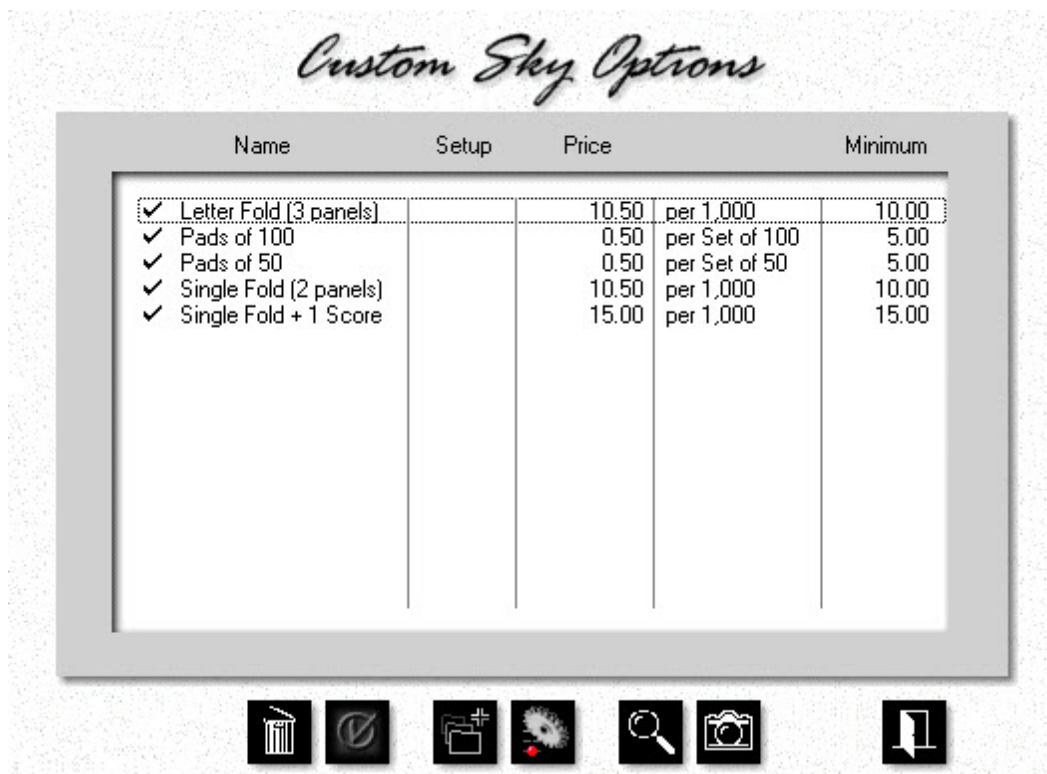 Custom Sky Options
Name Setup Price Minimum
Letter Fold (3 panels) 10.50 per 1,000 10.00
Pads of 100 0.50 per Set of 100 5.00
Pads of 50 0.50 per Set of 50 5.00
Single Fold (2 panels) 10.50 per 1,000 10.00
Single Fold + 1 Score 15.00 per 1,000 15.00